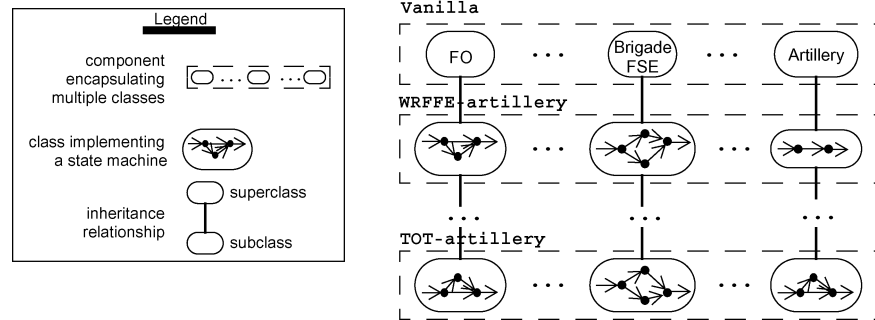 Legend
component
encapsulating
multiple classes
class implementing
a state machine
superclass
inheritance
relationship
subclass
Vanilla
FO
Brigade
FSE
Artillery
WRFFE-artillery
TOT-artillery